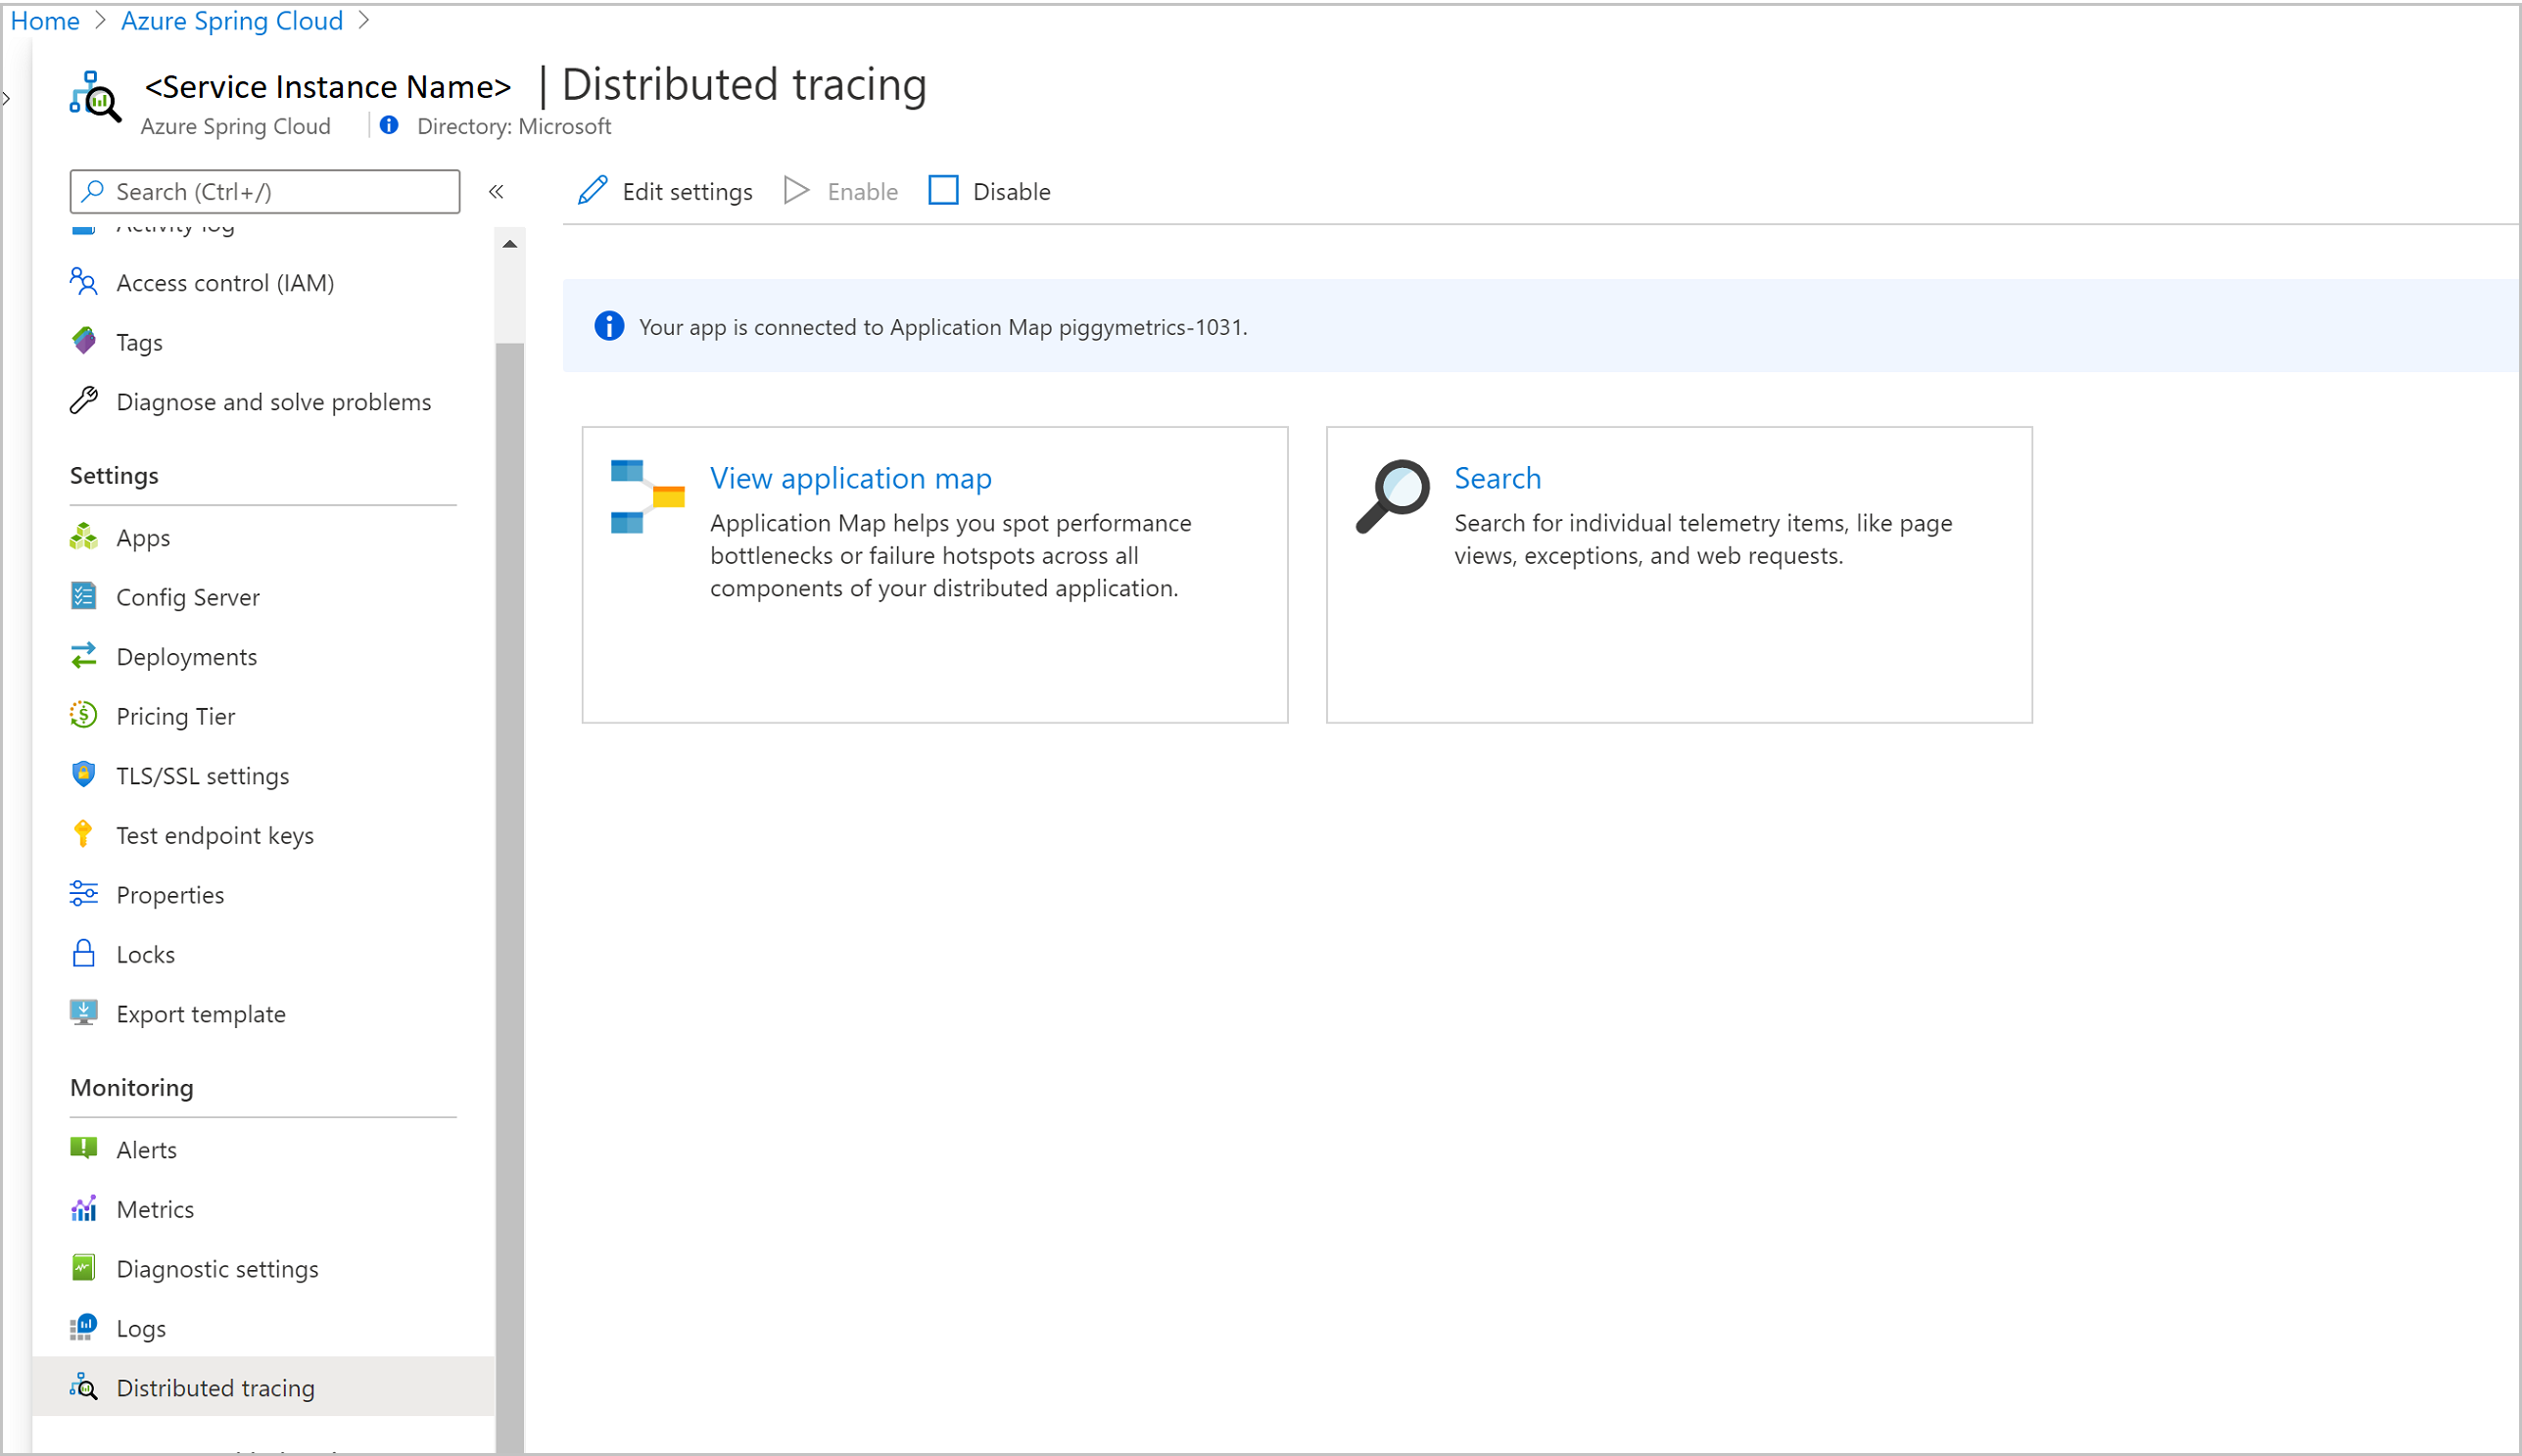 Home > Azure Spring Cloud >
<Service Instance Name> | Distributed tracing
Azure Spring Cloud | Directory: Microsoft
Search (Ctrl+/)
«
Edit settings
Enable
Disable
Activity log
Access control (IAM)
Tags
Diagnose and solve problems
Settings
Apps
Config Server
Deployments
Pricing Tier
TLS/SSL settings
Test endpoint keys
Properties
Locks
Export template
Monitoring
Alerts
Metrics
Diagnostic settings
Logs
Distributed tracing
Your app is connected to Application Map piggymetrics-1031.
View application map
Application Map helps you spot performance
bottlenecks or failure hotspots across all
components of your distributed application.
Search
Search for individual telemetry items, like page
views, exceptions, and web requests.